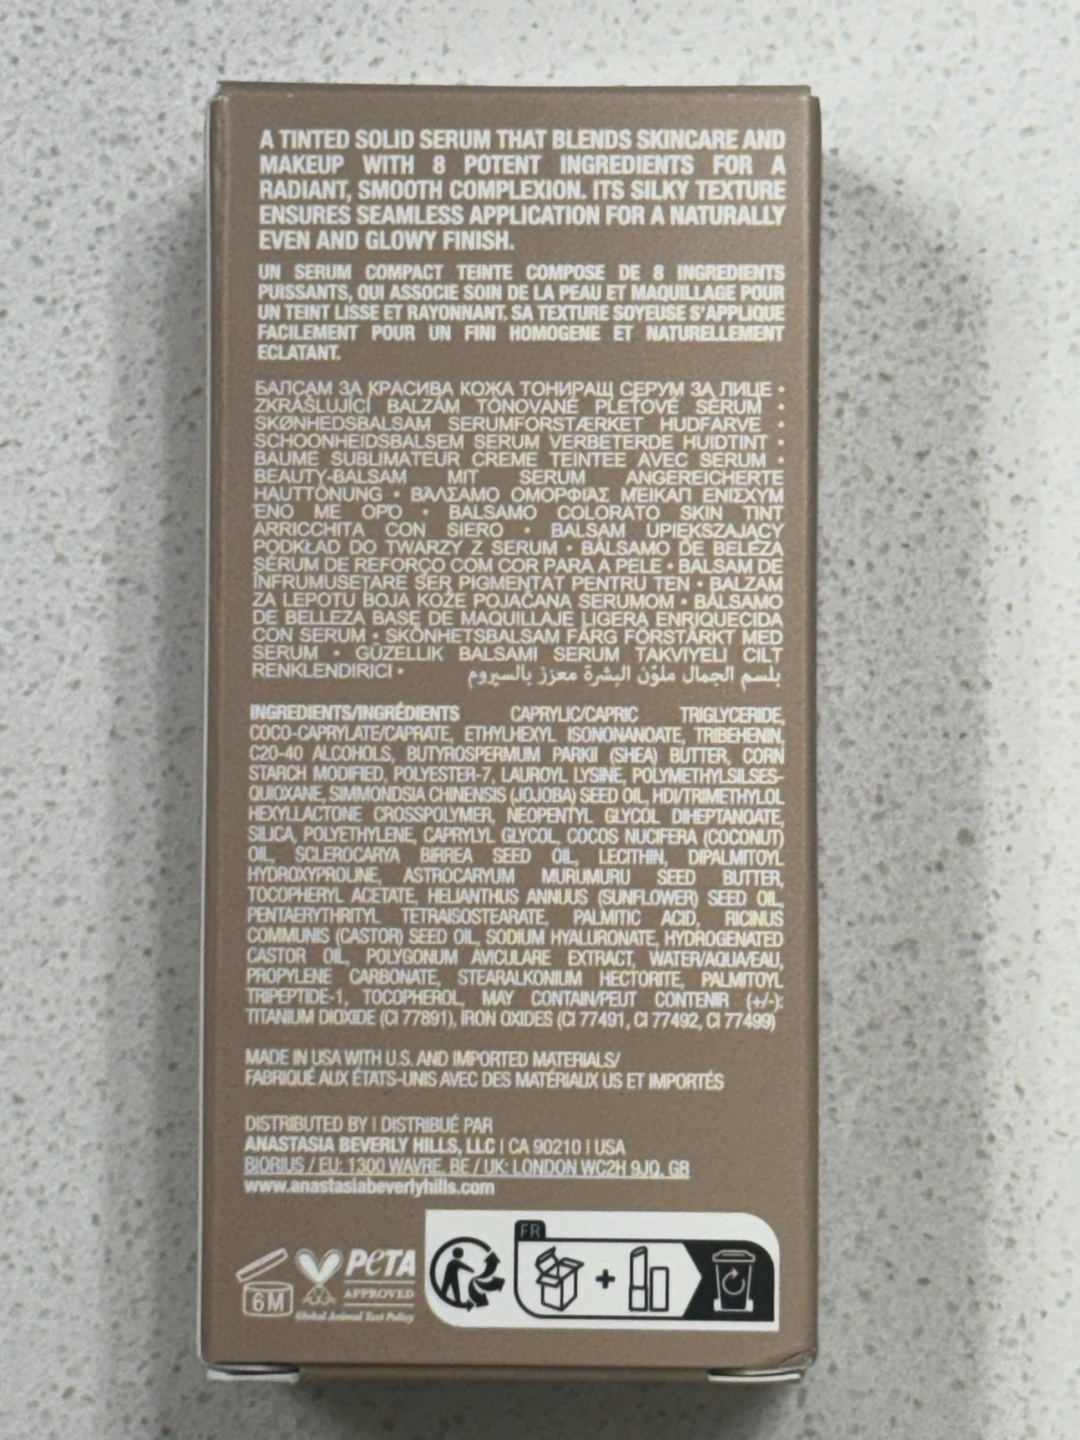 A TINTED SOLID SERUM THAT BLENDS SKINCARE AND
MAKEUP WITH 8 POTENT INGREDIENTS FOR A
RADIANT, SMOOTH COMPLEXION. ITS SILKY TEXTURE
ENSURES SEAMLESS APPLICATION FOR A NATURALLY
EVEN AND GLOWY FINISH.
UN SERUM COMPACT TEINTE COMPOSE DE 8 INGREDIENTS
PUISSANTS, QUI ASSOCIE SOIN DE LA PEAU ET MAQUILLAGE POUR
UN TEINT LISSE ET RAYONNANT. SA TEXTURE SOYEUSE S'APPLIQUE
FACILEMENT POUR UN FINI HOMOGENE ET NATURELLEMENT
ECLATANT.
БАЛСАМ ЗА КРАСИВА КОЖА ТОНИРАЩ СЕРУМ ЗА ЛИЦЕ •
ZKRÁŠLUJÍCÍ BALZÁM TÓNOVANÉ PLEŤOVÉ SÉRUM •
SKØNHEDSBALSAM SERUMFORSTÆRKET HUDFARVE •
SCHOONHEIDSBALSEM SERUM VERBETERDE HUIDTINT •
BAUME SUBLIMATEUR CREME TEINTEE AVEC SERUM •
BEAUTY-BALSAM MIT SERUM ANGEREICHERTE
HAUTTÖNUNG • ΒΆΛΣΑΜΟ ΟΜΟΡΦΙΆΣ ΜΈΙΚΑΠ ΕΝΙΣΧΥΜ
ΈΝΟ ΜΕ ΟΡΌ • BALSAMO COLORATO SKIN TINT
ARRICCHITA CON SIERO • BALSAM UPIĘKSZAJĄCY
PODKŁAD DO TWARZY Z SERUM • BÁLSAMO DE BELEZA
SÉRUM DE REFORÇO COM COR PARA A PELE • BALSAM DE
ÎNFRUMUSEȚARE SER PIGMENTAT PENTRU TEN • BALZAM
ZA LEPOTU BOJA KOŽE POJAČANA SERUMOM • BÁLSAMO
DE BELLEZA BASE DE MAQUILLAJE LIGERA ENRIQUECIDA
CON SERUM • SKÖNHETSBALSAM FÄRG FÖRSTÄRKT MED
SERUM • GÜZELLIK BALSAMI SERUM TAKVIYELI CILT
RENKLENDIRICI • بلسم الجمال ملوّن البشرة معزز بالسيروم
INGREDIENTS/INGRÉDIENTS CAPRYLIC/CAPRIC TRIGLYCERIDE,
COCO-CAPRYLATE/CAPRATE, ETHYLHEXYL ISONONANOATE, TRIBEHENIN,
C20-40 ALCOHOLS, BUTYROSPERMUM PARKII (SHEA) BUTTER, CORN
STARCH MODIFIED, POLYESTER-7, LAUROYL LYSINE, POLYMETHYLSILSES-
QUIOXANE, SIMMONDSIA CHINENSIS (JOJOBA) SEED OIL, HDI/TRIMETHYLOL
HEXYLLACTONE CROSSPOLYMER, NEOPENTYL GLYCOL DIHEPTANOATE,
SILICA, POLYETHYLENE, CAPRYLYL GLYCOL, COCOS NUCIFERA (COCONUT)
OIL, SCLEROCARYA BIRREA SEED OIL, LECITHIN, DIPALMITOYL
HYDROXYPROLINE, ASTROCARYUM MURUMURU SEED BUTTER,
TOCOPHERYL ACETATE, HELIANTHUS ANNUUS (SUNFLOWER) SEED OIL,
PENTAERYTHRITYL TETRAISOSTEARATE, PALMITIC ACID, RICINUS
COMMUNIS (CASTOR) SEED OIL, SODIUM HYALURONATE, HYDROGENATED
CASTOR OIL, POLYGONUM AVICULARE EXTRACT, WATER/AQUA/EAU,
PROPYLENE CARBONATE, STEARALKONIUM HECTORITE, PALMITOYL
TRIPEPTIDE-1, TOCOPHEROL, MAY CONTAIN/PEUT CONTENIR (+/-):
TITANIUM DIOXIDE (CI 77891), IRON OXIDES (CI 77491, CI 77492, CI 77499)
MADE IN USA WITH U.S. AND IMPORTED MATERIALS/
FABRIQUÉ AUX ÉTATS-UNIS AVEC DES MATÉRIAUX US ET IMPORTÉS
DISTRIBUTED BY | DISTRIBUÉ PAR
ANASTASIA BEVERLY HILLS, LLC | CA 90210 | USA
BIORIUS / EU: 1300 WAVRE, BE / UK: LONDON WC2H 9JQ, GB
www.anastasiabeverlyhills.com
FR
6M
PETA
APPROVED
Global Animal Test Policy